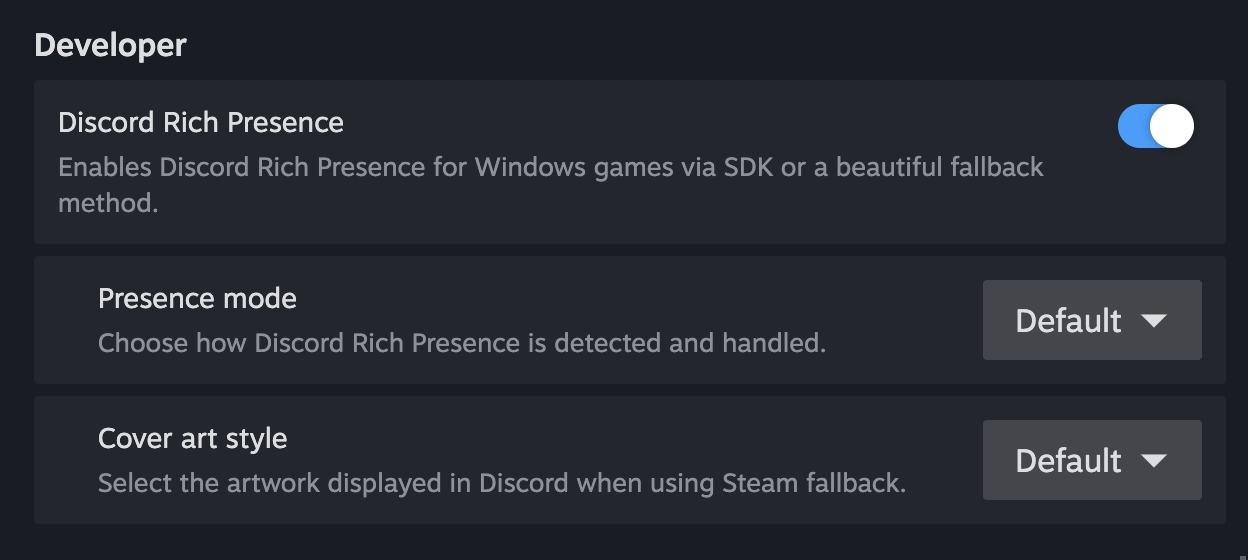 Developer
Discord Rich Presence
Enables Discord Rich Presence for Windows games via SDK or a beautiful fallback
method.
Presence mode
Choose how Discord Rich Presence is detected and handled.
Default
Cover art style
Select the artwork displayed in Discord when using Steam fallback.
Default